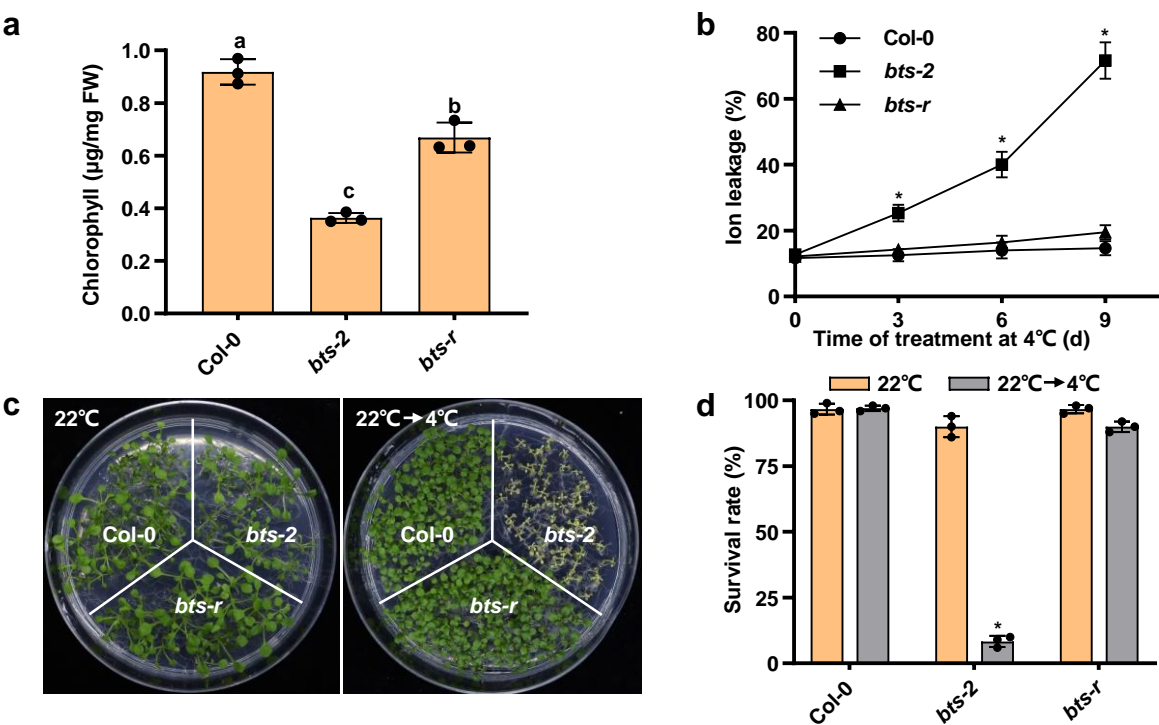 a
Chlorophyll (µg/mg FW)
1.0
0.8
0.6
0.4
0.2
0.0
a
c
b
Col-0
bts-2
bts-r
b
Ion leakage (%)
80
60
40
20
0
Col-0
bts-2
bts-r
*
*
*
0 3 6 9
Time of treatment at 4℃ (d)
c
22℃
Col-0
bts-2
bts-r
22℃→4℃
Col-0
bts-2
bts-r
d
22℃ 22℃→4℃
Survival rate (%)
100
75
50
25
0
*
Col-0
bts-2
bts-r